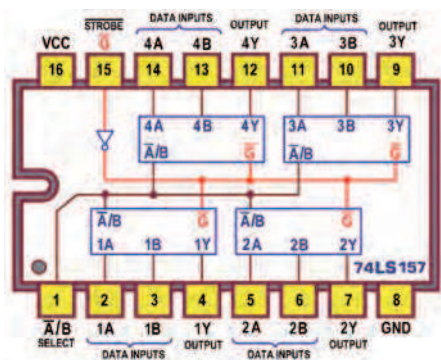 DATA INPUTS DATA INPUTS
STROBE OUTPUT OUTPUT
VCC G̅ 4A 4B 4Y 3A 3B 3Y
16 15 14 13 12 11 10 9
4A 4B 4Y 3A 3B 3Y
A̅/B G̅ A̅/B G̅
A̅/B G̅ A̅/B G̅
1A 1B 1Y 2A 2B 2Y
74LS157
1 2 3 4 5 6 7 8
A̅/B 1A 1B 1Y 2A 2B 2Y GND
SELECT OUTPUT OUTPUT
DATA INPUTS DATA INPUTS